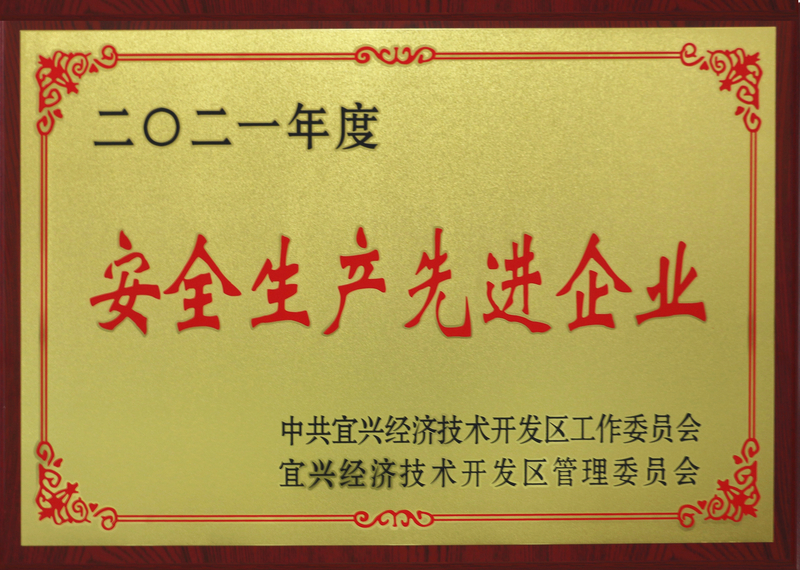 二〇二一年度
安全生产先进企业
中共宜兴经济技术开发区工作委员会
宜兴经济技术开发区管理委员会